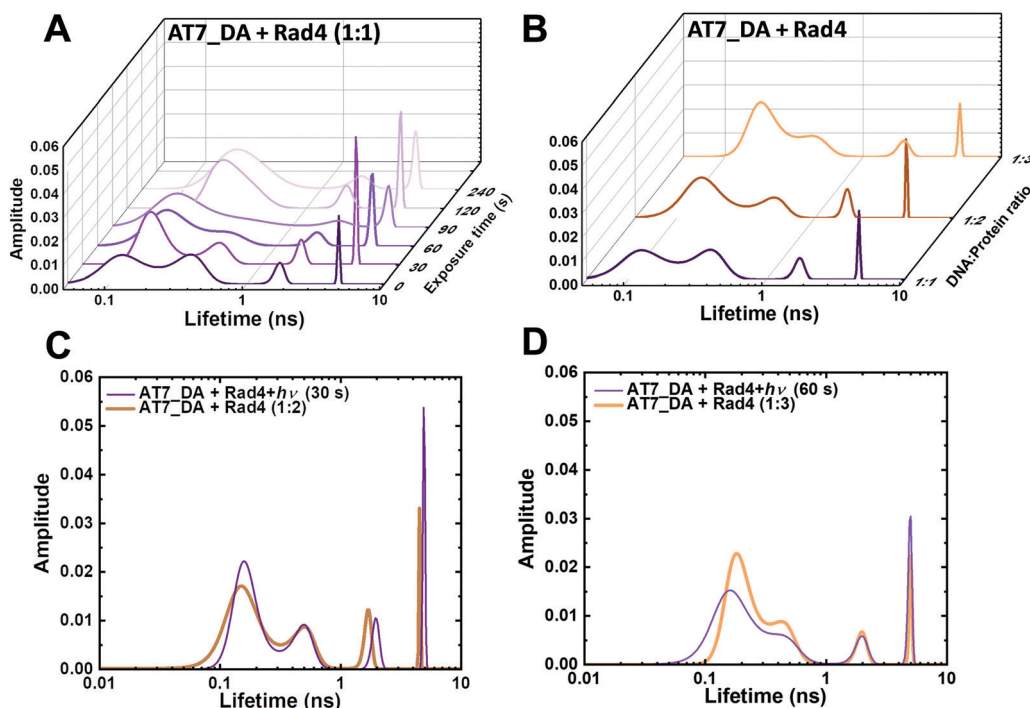 A
AT7_DA + Rad4 (1:1)
0.06
0.05
0.04
0.03
0.02
0.01
0.00
Amplitude
0.1
1
10
Lifetime (ns)
0
30
60
90
120
240
Exposure time (s)
B
AT7_DA + Rad4
0.06
0.05
0.04
0.03
0.02
0.01
0.00
0.1
1
10
Lifetime (ns)
1:1
1:2
1:3
DNA:Protein ratio
C
AT7_DA + Rad4+hν (30 s)
AT7_DA + Rad4 (1:2)
0.06
0.05
0.04
0.03
0.02
0.01
0.00
Amplitude
0.01
0.1
1
10
Lifetime (ns)
D
AT7_DA + Rad4+hν (60 s)
AT7_DA + Rad4 (1:3)
0.06
0.05
0.04
0.03
0.02
0.01
0.00
Amplitude
0.01
0.1
1
10
Lifetime (ns)